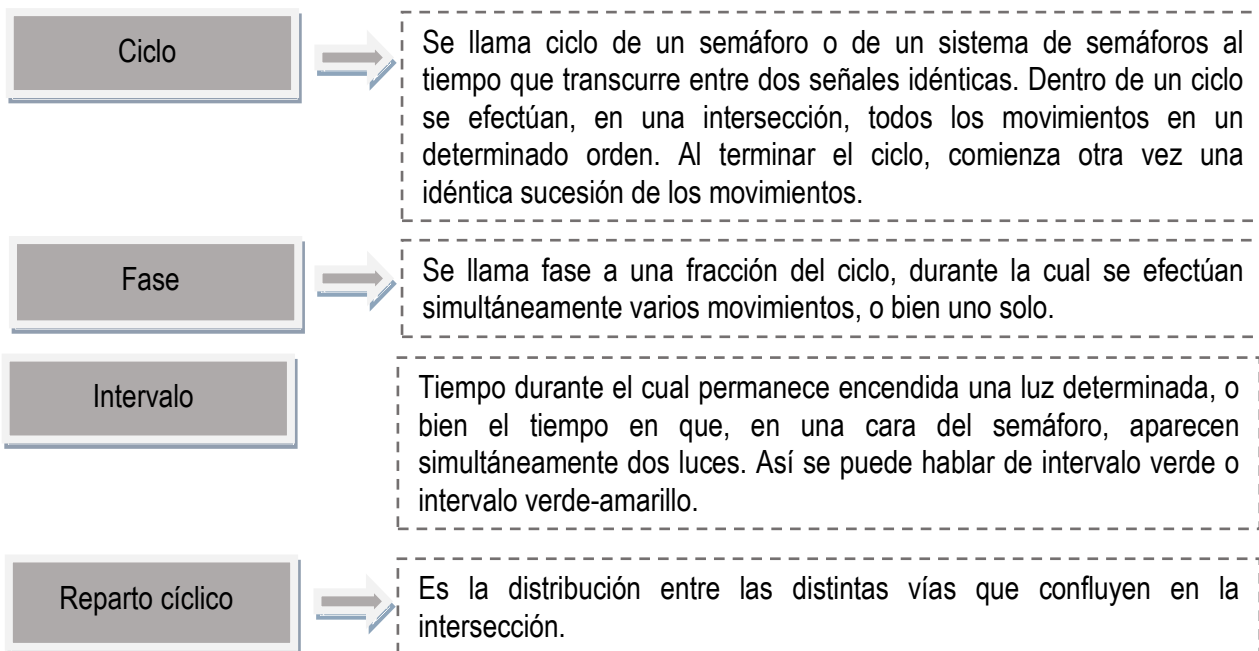 Ciclo
Se llama ciclo de un semáforo o de un sistema de semáforos al
tiempo que transcurre entre dos señales idénticas. Dentro de un ciclo
se efectúan, en una intersección, todos los movimientos en un
determinado orden. Al terminar el ciclo, comienza otra vez una
idéntica sucesión de los movimientos.
Fase
Se llama fase a una fracción del ciclo, durante la cual se efectúan
simultáneamente varios movimientos, o bien uno solo.
Intervalo
Tiempo durante el cual permanece encendida una luz determinada, o
bien el tiempo en que, en una cara del semáforo, aparecen
simultáneamente dos luces. Así se puede hablar de intervalo verde o
intervalo verde-amarillo.
Reparto cíclico
Es la distribución entre las distintas vías que confluyen en la
intersección.